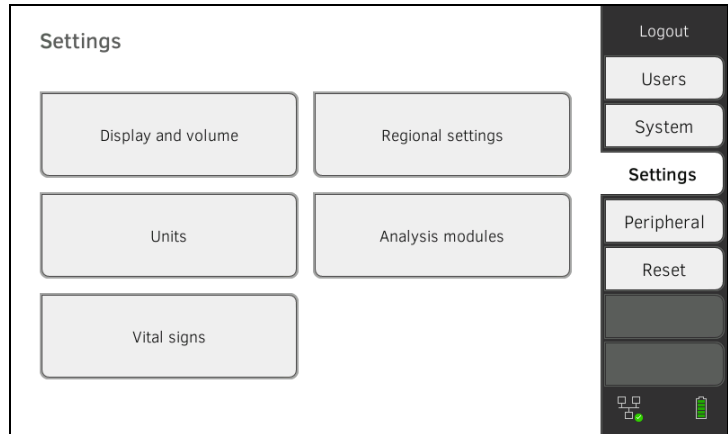 Settings
Display and volume
Regional settings
Units
Analysis modules
Vital signs
Logout
Users
System
Settings
Peripheral
Reset